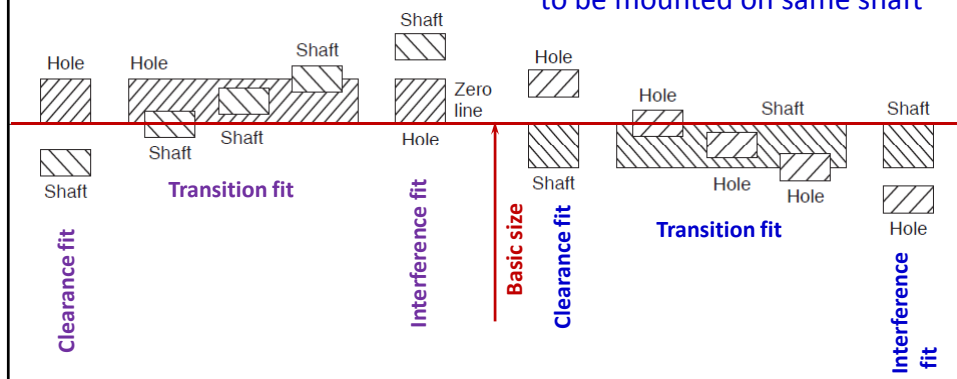 to be mounted on same shaft
Hole
Shaft
Clearance fit
Hole
Shaft
Shaft
Shaft
Transition fit
Shaft
Hole
Interference fit
Zero
line
Basic size
Hole
Shaft
Clearance fit
Hole
Shaft
Hole
Hole
Transition fit
Shaft
Hole
Interference
fit